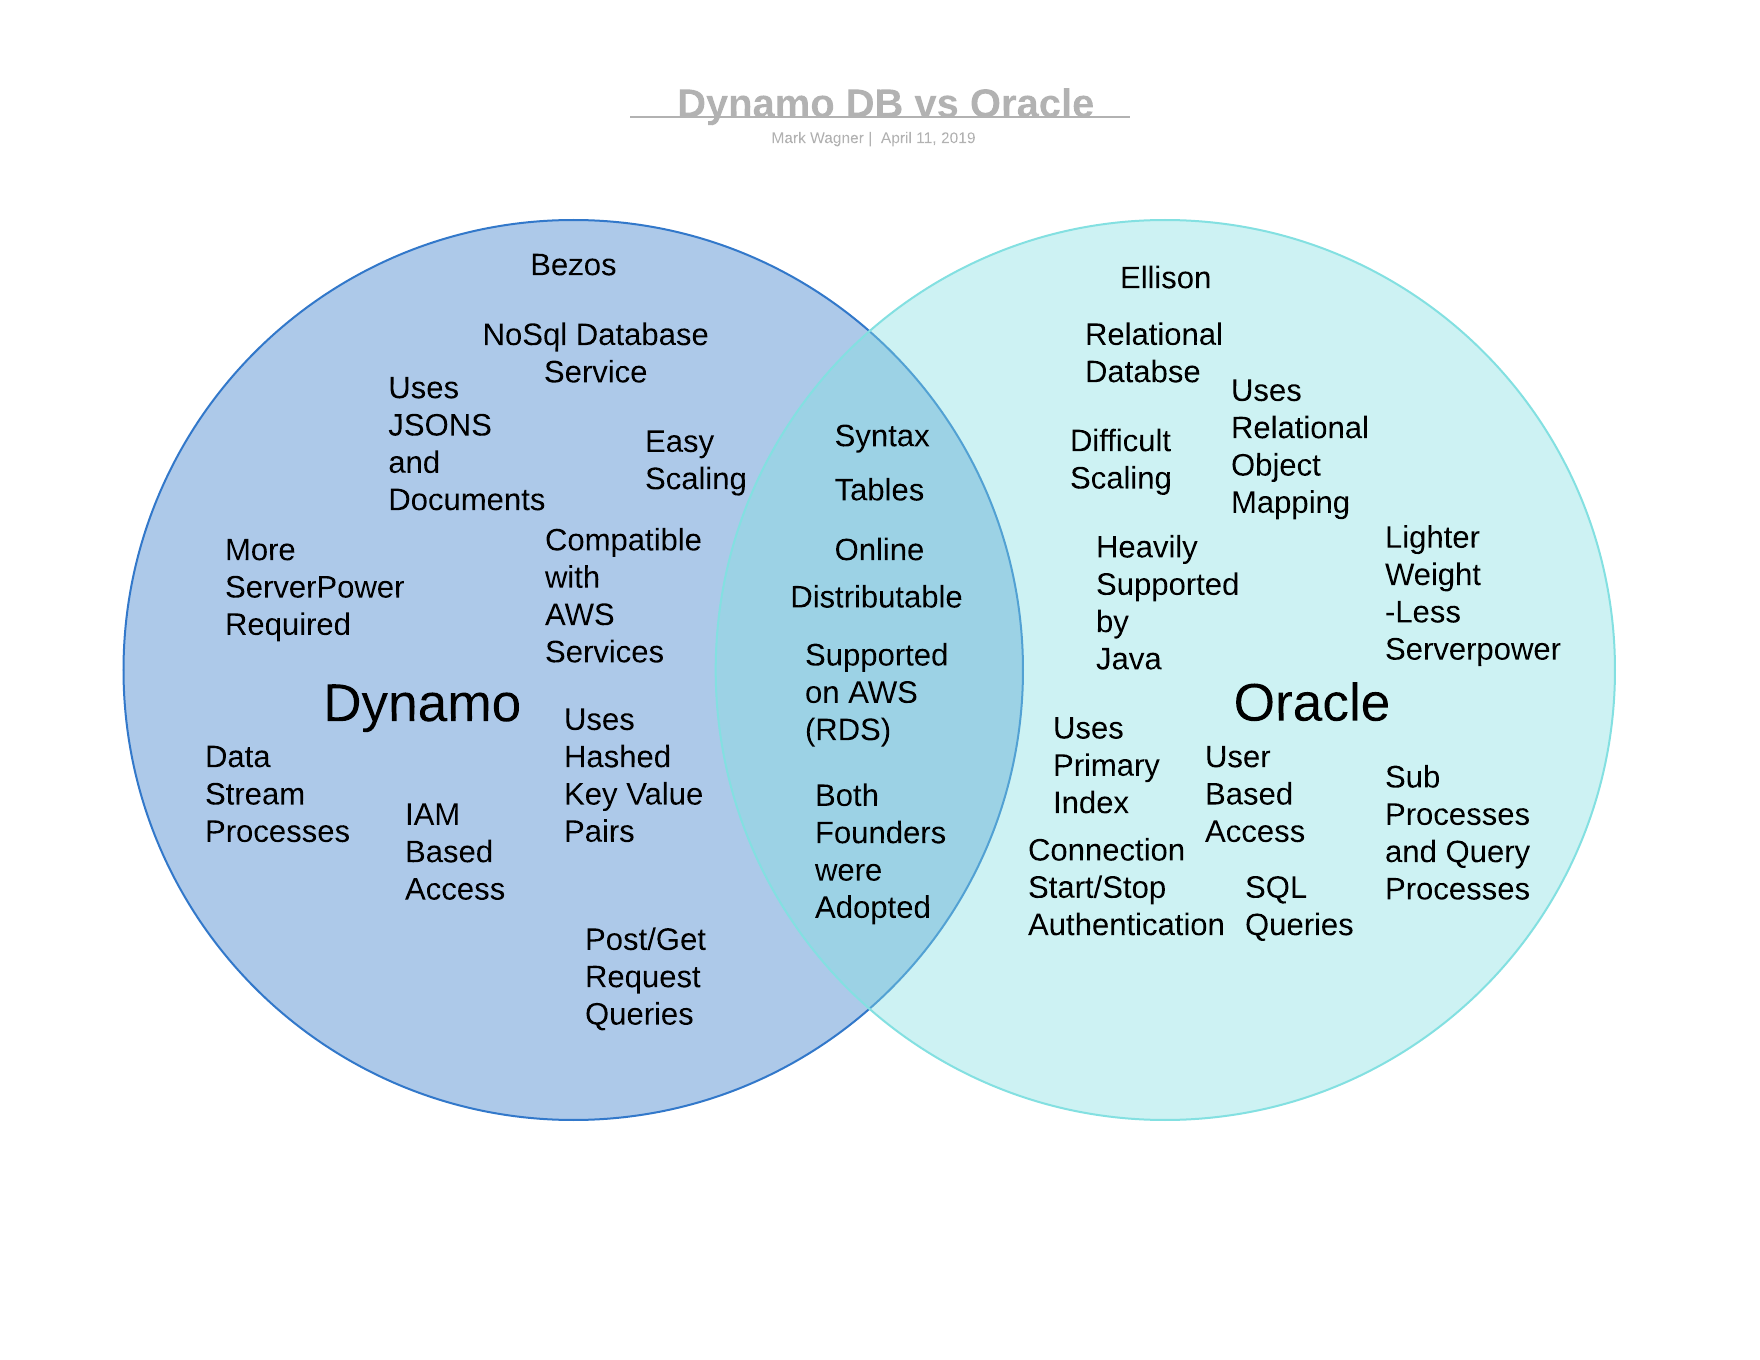 Dynamo DB vs Oracle
Mark Wagner | April 11, 2019
Bezos
NoSql Database
Service
Uses
JSONS
and
Documents
Easy
Scaling
More
ServerPower
Required
Compatible
with
AWS
Services
Dynamo
Data
Stream
Processes
IAM
Based
Access
Uses
Hashed
Key Value
Pairs
Post/Get
Request
Queries
Syntax
Tables
Online
Distributable
Supported
on AWS
(RDS)
Both
Founders
were
Adopted
Ellison
Relational
Databse
Uses
Relational
Object
Mapping
Difficult
Scaling
Heavily
Supported
by
Java
Lighter
Weight
-Less
Serverpower
Oracle
Uses
Primary
Index
User
Based
Access
Sub
Processes
and Query
Processes
Connection
Start/Stop
Authentication
SQL
Queries